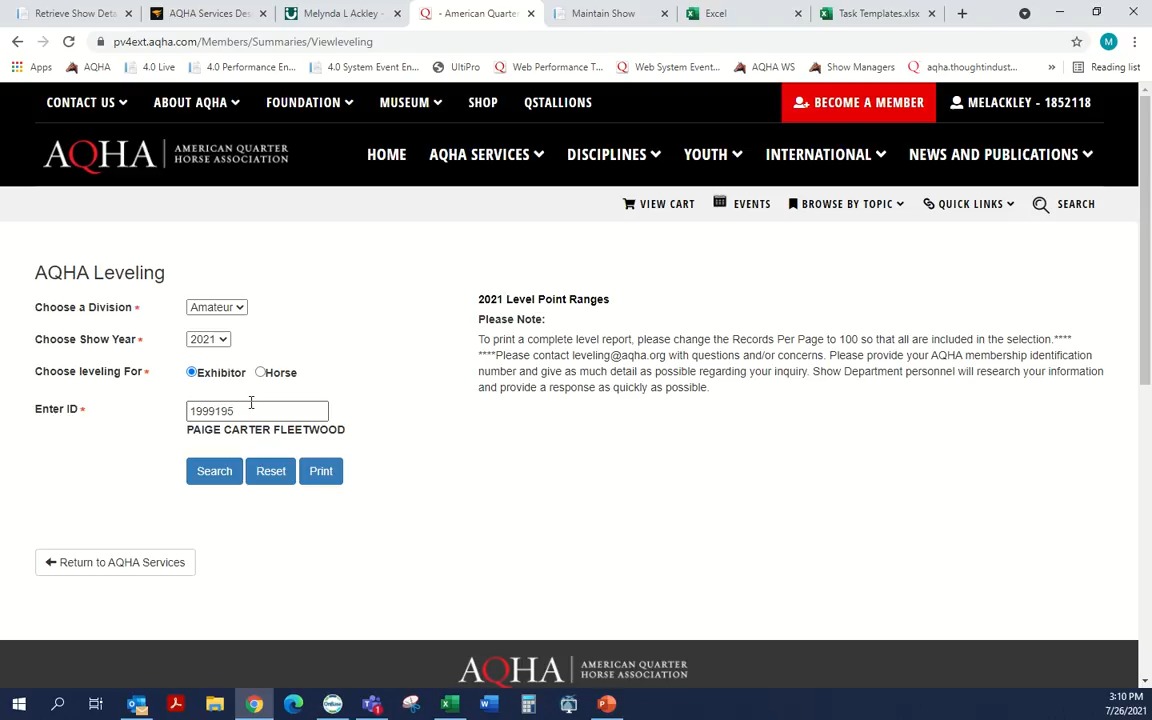 Retrieve Show Deta
AQHA Services Des
Melynda L Ackley -
- American Quarte
Maintain Show
Excel
Task Templates.xlsx
pv4ext.aqha.com/Members/Summaries/Viewleveling
M
Apps
AQHA
4.0 Live
4.0 Performance En...
4.0 System Event En...
UltiPro
Web Performance T...
Web System Event...
AQHA WS
Show Managers
aqha.thoughtindust...
»
Reading list
CONTACT US
ABOUT AQHA
FOUNDATION
MUSEUM
SHOP
QSTALLIONS
BECOME A MEMBER
MELACKLEY - 1852118
AQHA
AMERICAN QUARTER
HORSE ASSOCIATION
HOME
AQHA SERVICES
DISCIPLINES
YOUTH
INTERNATIONAL
NEWS AND PUBLICATIONS
VIEW CART
EVENTS
BROWSE BY TOPIC
QUICK LINKS
SEARCH
AQHA Leveling
Choose a Division *
Amateur
Choose Show Year *
2021
Choose leveling For *
Exhibitor
Horse
Enter ID *
1999195
PAIGE CARTER FLEETWOOD
Search
Reset
Print
2021 Level Point Ranges
Please Note:
To print a complete level report, please change the Records Per Page to 100 so that all are included in the selection.****
****Please contact leveling@aqha.org with questions and/or concerns. Please provide your AQHA membership identification
number and give as much detail as possible regarding your inquiry. Show Department personnel will research your information
and provide a response as quickly as possible.
Return to AQHA Services
AQHA
AMERICAN QUARTER
HORSE ASSOCIATION
3:10 PM
7/26/2021